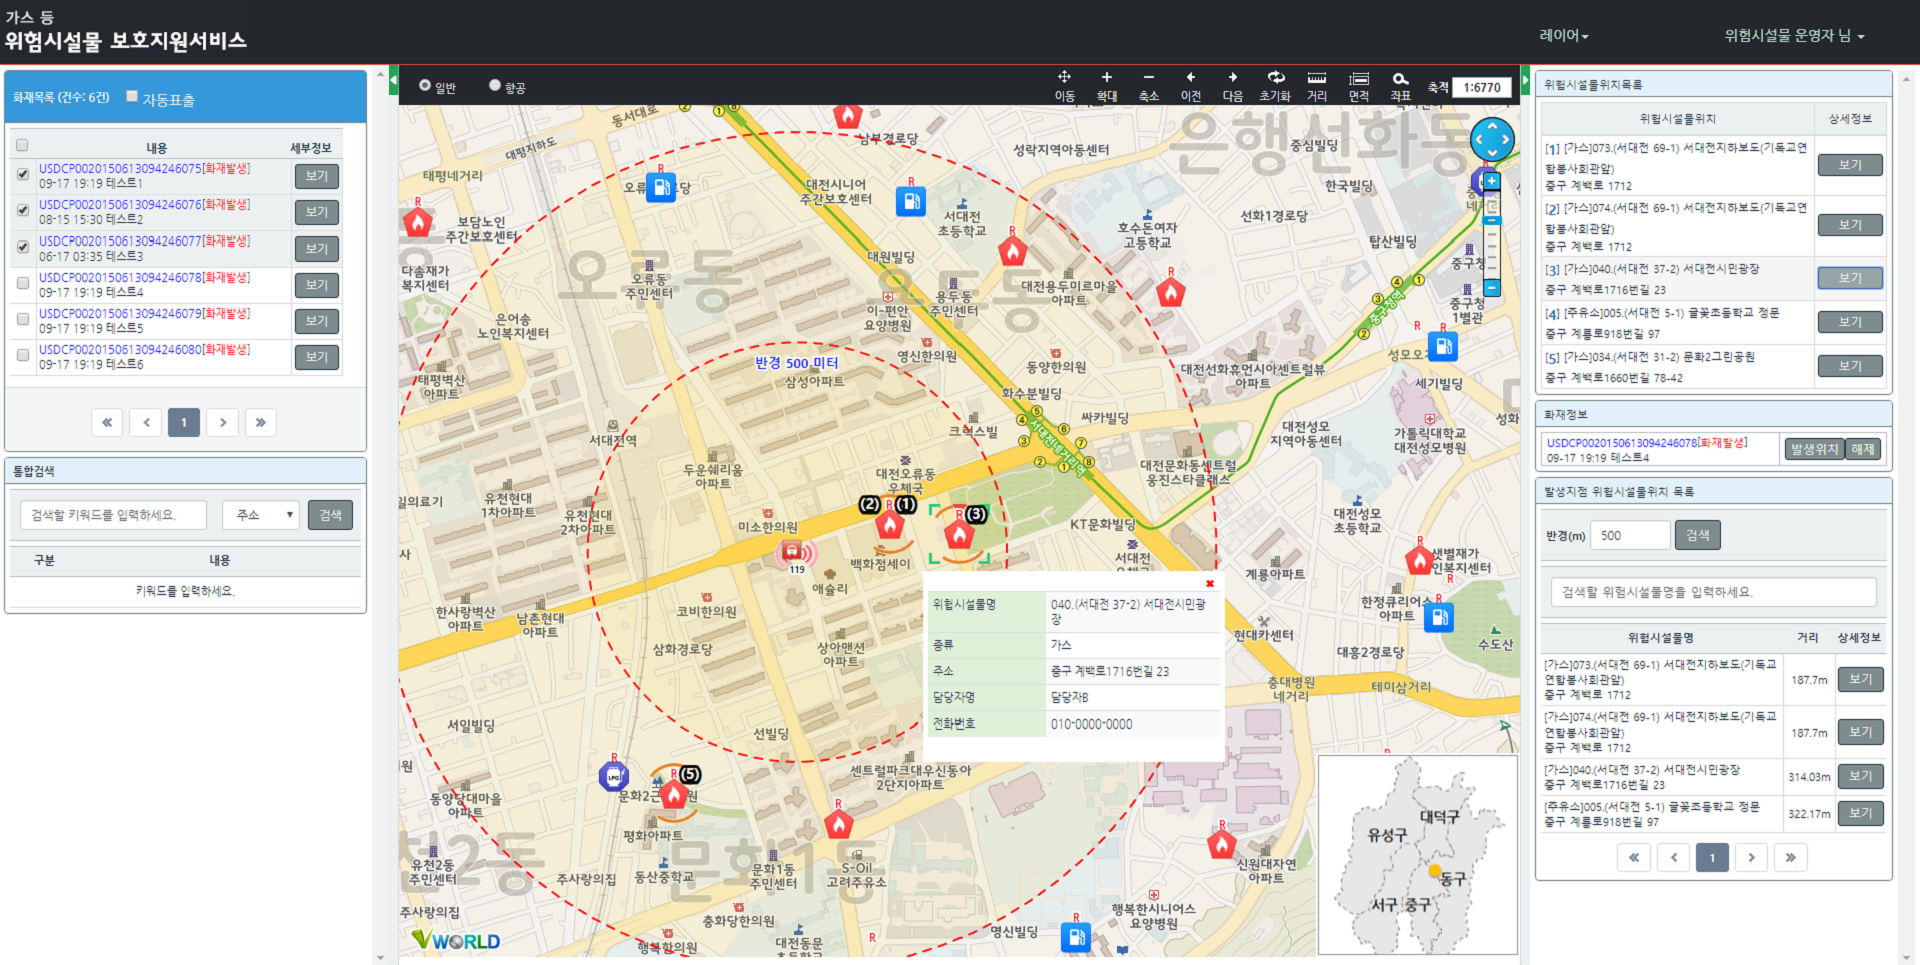 가스 등
위험시설물 보호지원서비스
레이어
위험시설물 운영자 님
화재목록 (건수: 6건)
자동표출
내용 세부정보
USDCP0020150613094246075[화재발생]
09-17 19:19 테스트1
보기
USDCP0020150613094246076[화재발생]
08-15 15:30 테스트2
보기
USDCP0020150613094246077[화재발생]
06-17 03:35 테스트3
보기
USDCP0020150613094246078[화재발생]
09-17 19:19 테스트4
보기
USDCP0020150613094246079[화재발생]
09-17 19:19 테스트5
보기
USDCP0020150613094246080[화재발생]
09-17 19:19 테스트6
보기
« ‹ 1 › »
통합검색
검색할 키워드를 입력하세요.
주소
검색
구분 내용
키워드를 입력하세요.
일반
항공
이동 확대 축소 이전 다음 초기화 거리 면적 좌표
축적 1:6770
동서대로
대평지하도
태평네거리
남부경로당
성락지역아동센터
은행선화동
중심빌딩
한국빌딩
대전시니어
주간보호센터
서대전
초등학교
호수돈여자
고등학교
선화1경로당
탑산빌딩
보담노인
주간보호센터
다솜재가
복지센터
오류동
오류동
주민센터
대원빌딩
용두동
주민센터
이-편안
요양병원
대전용두미르마을
아파트
중구청역
중구청
1별관
은어송
노인복지센터
영신한의원
동양한의원
대전선화휴먼시아센트럴뷰
아파트
세기빌딩
반경 500 미터
삼성아파트
태평벽산
아파트
화수분빌딩
싸카빌딩
서대전네거리역
대전성모
지역아동센터
가톨릭대학교
대전성모병원
서대전역
두운쉐리움
아파트
대전오류동
우체국
대전문화동센트럴
웅진스타클래스
유천현대
1차아파트
유천현대
2차아파트
미소한의원
(2)
(1)
(3)
KT문화빌딩
대전성모
초등학교
백화점세이
119
애슐리
서대전
계룡아파트
샛별재가
한사랑벽산
아파트
남촌현대
아파트
코비한의원
한정큐리어스
아파트
현대카센터
수도산
삼화경로당
상아맨션
아파트
대흥2경로당
충대병원
네거리
테미삼거리
위험시설물명 040.(서대전 37-2) 서대전시민광
장
종류 가스
주소 중구 계백로1716번길 23
담당자명 담당자B
전화번호 010-0000-0000
서일빌딩
선빌딩
센트럴파크대우신동아
2단지아파트
LPG
(5)
동양당대마을
아파트
평화아파트
유천2동
주민센터
주사랑의집
동산중학교
문화1동
문화1동
주민센터
S-Oil
고려주유소
신원대자연
아파트
주사랑의집
충화당한의원
행복한의원
대전동문
초등학교
명신빌딩
행복한시니어스
요양병원
VWORLD
대덕구
유성구
동구
서구 중구
위험시설물위치목록
위험시설물위치 상세정보
[1] [가스]073.(서대전 69-1) 서대전지하보도(기독교연
합봉사회관앞)
중구 계백로 1712
보기
[2] [가스]074.(서대전 69-1) 서대전지하보도(기독교연
합봉사회관앞)
중구 계백로 1712
보기
[3] [가스]040.(서대전 37-2) 서대전시민광장
중구 계백로1716번길 23
보기
[4] [주유소]005.(서대전 5-1) 글꽃초등학교 정문
중구 계룡로918번길 97
보기
[5] [가스]034.(서대전 31-2) 문화2그린공원
중구 계백로1660번길 78-42
보기
화재정보
USDCP0020150613094246078[화재발생]
09-17 19:19 테스트4
발생위치 해제
발생지점 위험시설물위치 목록
반경(m) 500 검색
검색할 위험시설물명을 입력하세요.
위험시설물명 거리 상세정보
[가스]073.(서대전 69-1) 서대전지하보도(기독교
연합봉사회관앞)
중구 계백로 1712
187.7m 보기
[가스]074.(서대전 69-1) 서대전지하보도(기독교
연합봉사회관앞)
중구 계백로 1712
187.7m 보기
[가스]040.(서대전 37-2) 서대전시민광장
중구 계백로1716번길 23
314.03m 보기
[주유소]005.(서대전 5-1) 글꽃초등학교 정문
중구 계룡로918번길 97
322.17m 보기
« ‹ 1 › »